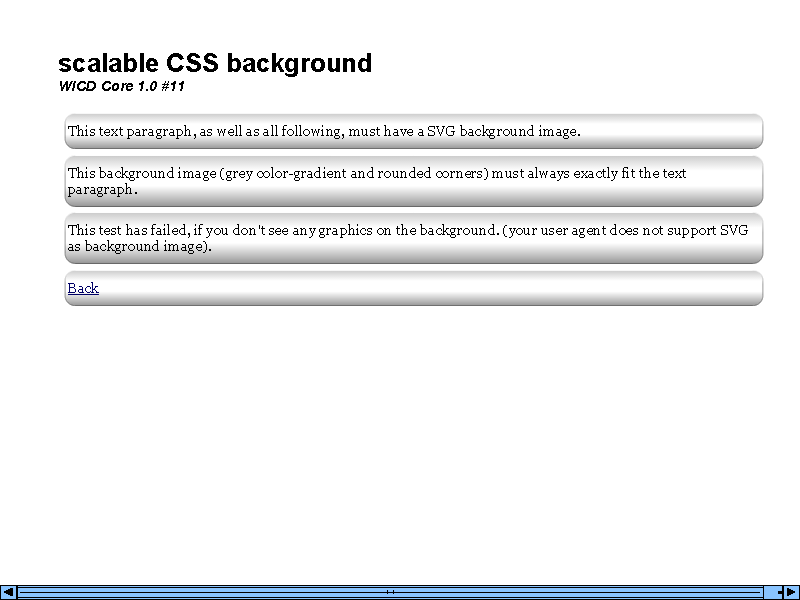 scalable CSS background
WICD Core 1.0 #11
This text paragraph, as well as all following, must have a SVG background image.
This background image (grey color-gradient and rounded corners) must always exactly fit the text
paragraph.
This test has failed, if you don't see any graphics on the background. (your user agent does not support SVG
as background image).
Back